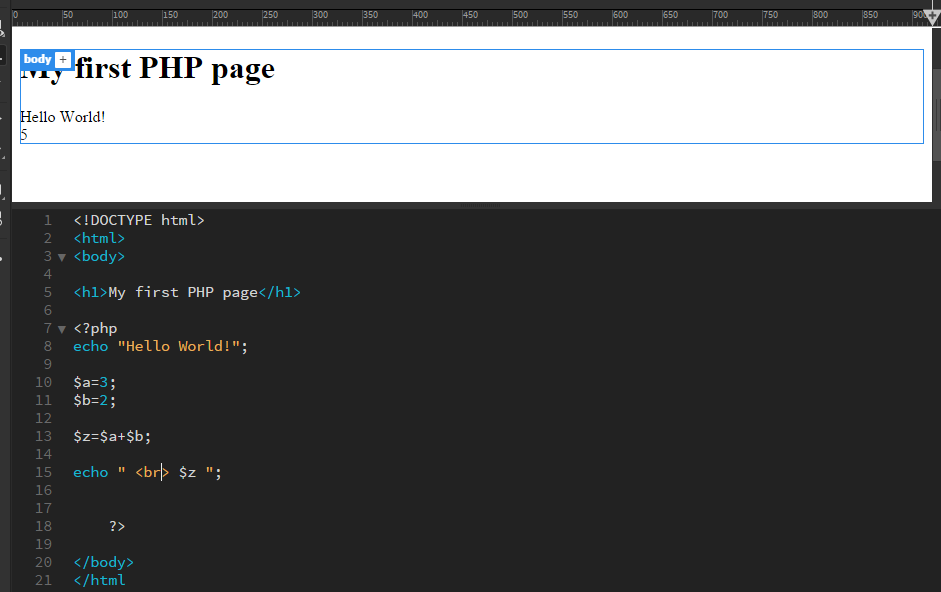 0 50 100 150 200 250 300 350 400 450 500 550 600 650 700 750 800 850 900
body +
My first PHP page
Hello World!
5
1 <!DOCTYPE html>
2 <html>
3 <body>
4
5 <h1>My first PHP page</h1>
6
7 <?php
8 echo "Hello World!";
9
10 $a=3;
11 $b=2;
12
13 $z=$a+$b;
14
15 echo " <br> $z ";
16
17
18 ?>
19
20 </body>
21 </html